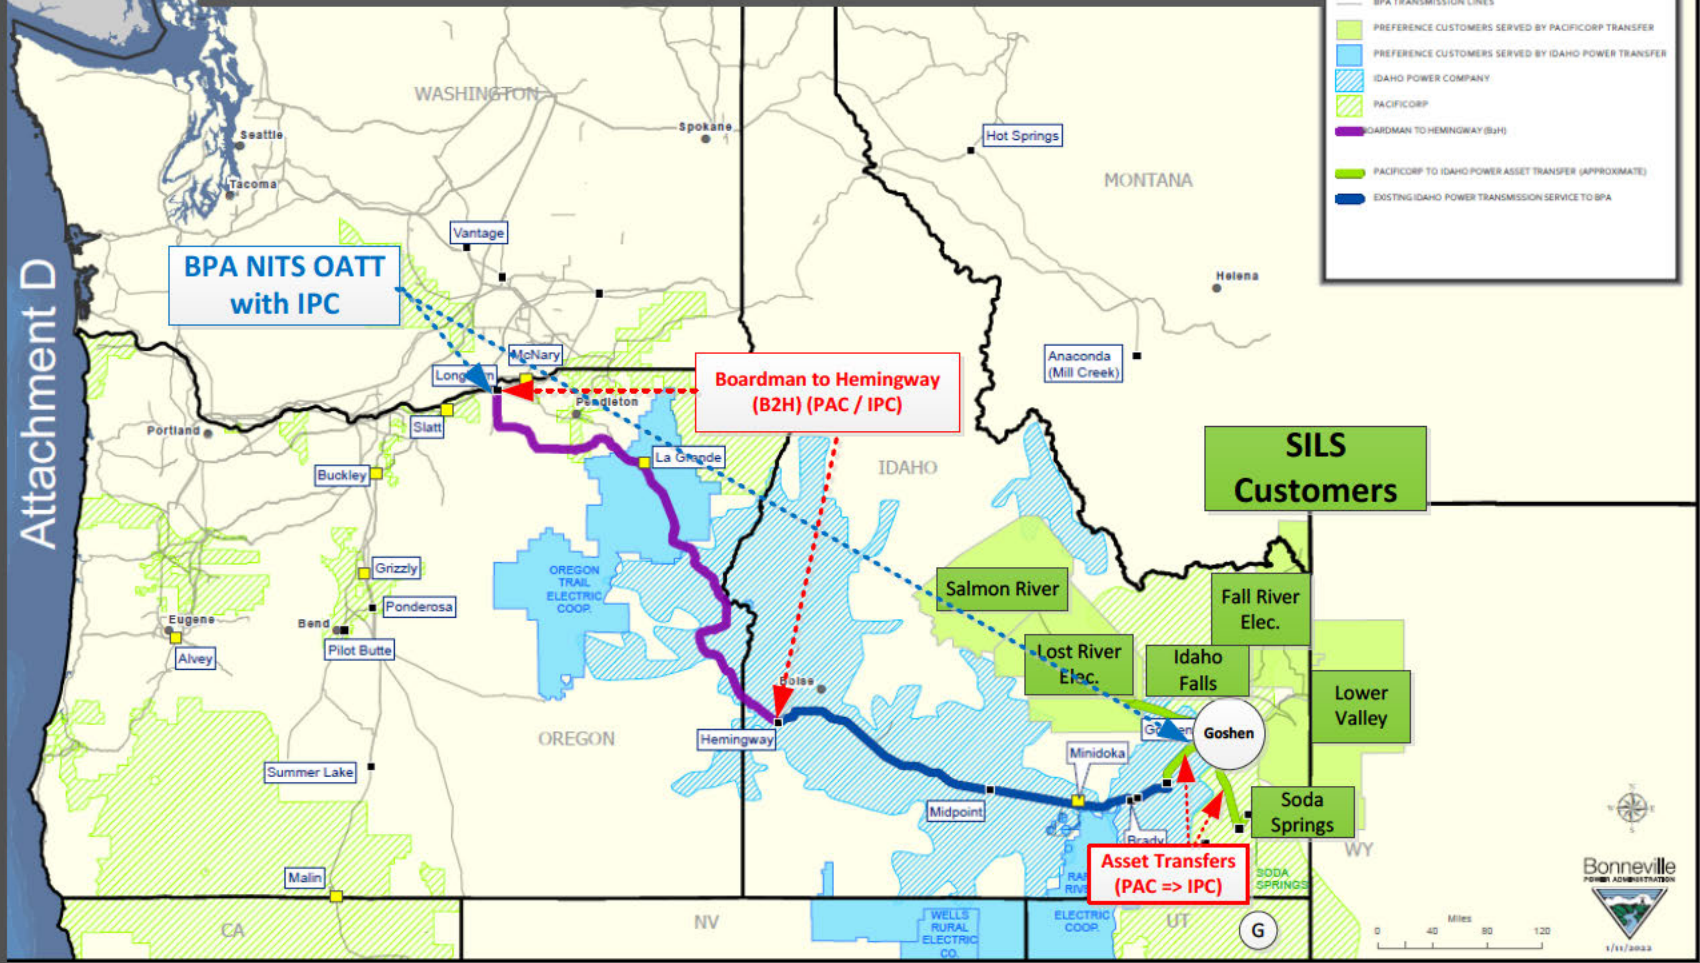 BPA TRANSMISSION LINES
PREFERENCE CUSTOMERS SERVED BY PACIFICORP TRANSFER
PREFERENCE CUSTOMERS SERVED BY IDAHO POWER TRANSFER
IDAHO POWER COMPANY
PACIFICORP
OARDMAN TO HEMINGWAY (B2H)
PACIFICORP TO IDAHO POWER ASSET TRANSFER (APPROXIMATE)
EXISTING IDAHO POWER TRANSMISSION SERVICE TO BPA
Attachment D
WASHINGTON
Seattle
Spokane
Hot Springs
MONTANA
Tacoma
Vantage
BPA NITS OATT
with IPC
Helena
McNary
Anaconda
(Mill Creek)
Boardman to Hemingway
(B2H) (PAC / IPC)
Pendleton
Portland
Slatt
La Grande
IDAHO
SILS
Customers
Buckley
Grizzly
OREGON
TRAIL
ELECTRIC
COOP.
Salmon River
Fall River
Elec.
Ponderosa
Eugene
Bend
Pilot Butte
Alvey
Lost River
Elec.
Idaho
Falls
Boise
Lower
Valley
OREGON
Hemingway
Goshen
Goshen
Minidoka
Summer Lake
Midpoint
Soda
Springs
Brady
WY
Asset Transfers
(PAC => IPC)
SODA
SPRINGS
Malin
CA
NV
WELLS
RURAL
ELECTRIC
CO.
ELECTRIC
COOP.
UT
G
Miles
0 40 80 120
N
W E
S
Bonneville
POWER ADMINISTRATION
1/11/2022